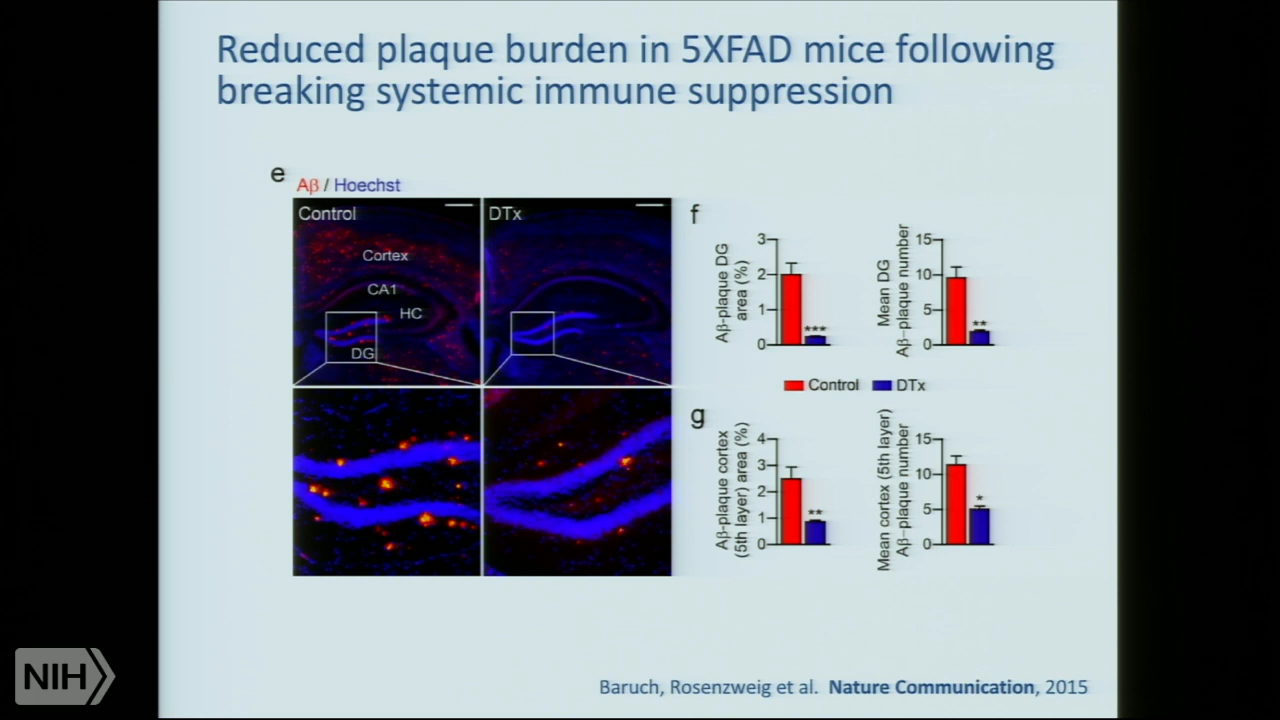 Reduced plaque burden in 5XFAD mice following
breaking systemic immune suppression
e
Aβ / Hoechst
Control
DTx
Cortex
CA1
HC
DG
f
Aβ-plaque DG
area (%)
3
2
1
0
***
Mean DG
Aβ–plaque number
15
10
5
0
**
Control
DTx
g
Aβ-plaque cortex
(5th layer) area (%)
4
3
2
1
0
**
Mean cortex (5th layer)
Aβ–plaque number
15
10
5
0
*
Baruch, Rosenzweig et al. Nature Communication, 2015
NIH